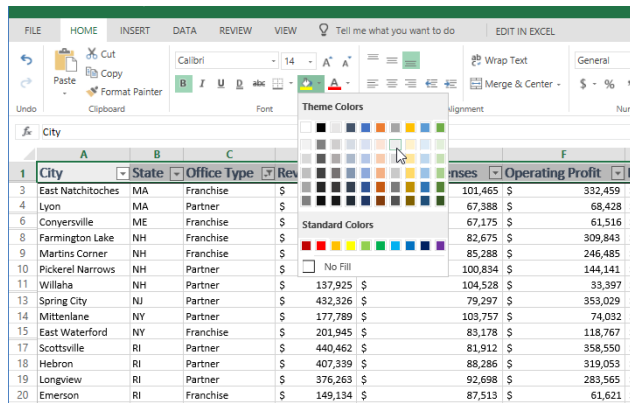 FILE HOME INSERT DATA REVIEW VIEW Tell me what you want to do EDIT IN EXCEL
Cut
Copy
Format Painter
Paste
Calibri 14
B I U D abc
A A
Wrap Text
Merge & Center
General
$ - %
Undo Clipboard Font
Theme Colors
fx City
A B C F
1 City State Office Type Operating Profit
3 East Natchitoches MA Franchise $ 101,465 $ 332,459
4 Lyon MA Partner $ 67,388 $ 68,428
6 Conyersville ME Franchise $ 67,175 $ 61,516
8 Farmington Lake NH Franchise $ 82,675 $ 309,843
9 Martins Corner NH Franchise $ 85,288 $ 246,485
10 Pickerel Narrows NH Partner $ 100,834 $ 144,141
Standard Colors
No Fill
11 Willaha NH Partner $ 137,925 $ 104,528 $ 33,397
13 Spring City NJ Partner $ 432,326 $ 79,297 $ 353,029
14 Mittenlane NY Partner $ 177,789 $ 103,757 $ 74,032
15 East Waterford NY Franchise $ 201,945 $ 83,178 $ 118,767
17 Scottsville RI Partner $ 440,462 $ 81,912 $ 358,550
18 Hebron RI Partner $ 407,339 $ 88,286 $ 319,053
19 Longview RI Partner $ 376,263 $ 92,698 $ 283,565
20 Emerson RI Franchise $ 149,134 $ 87,513 $ 61,621